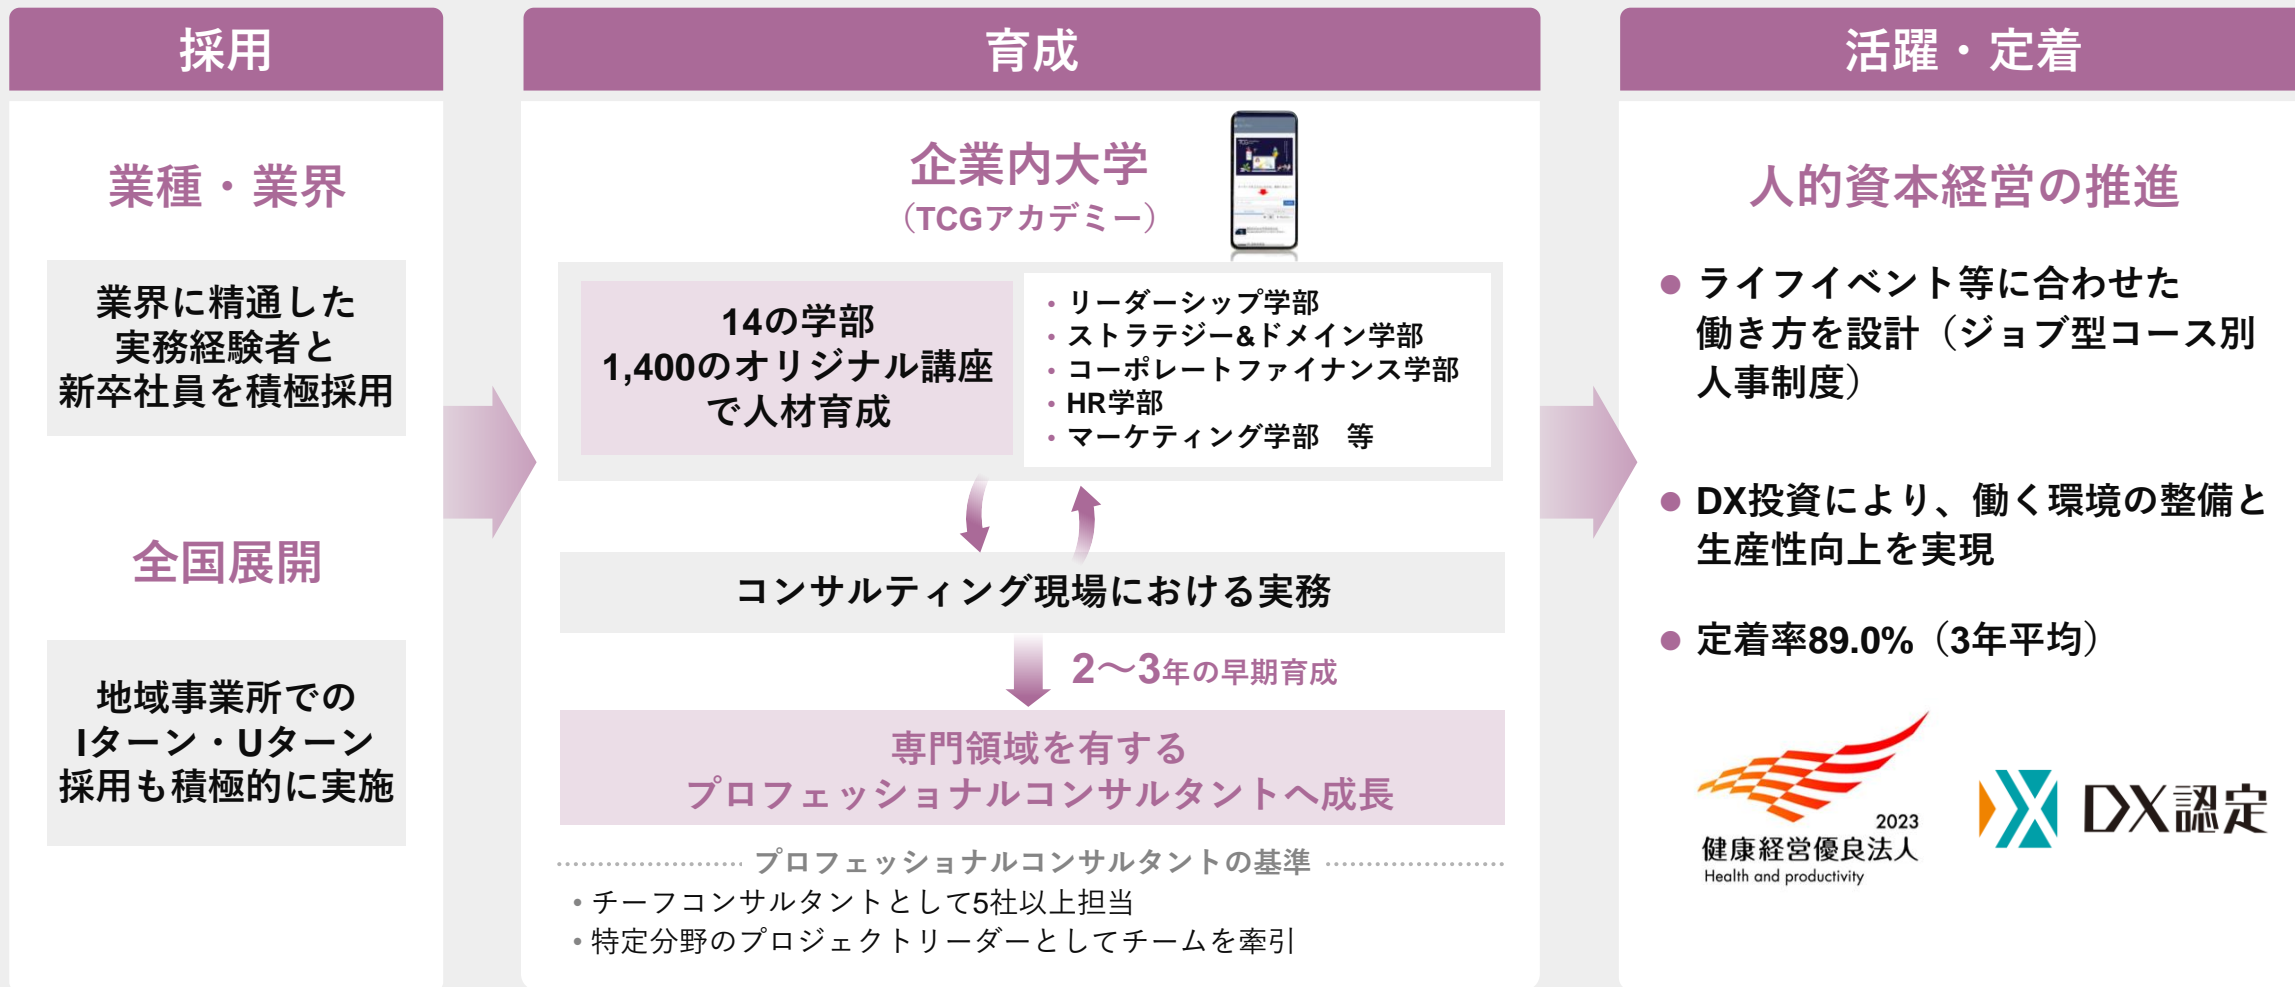 採用
業種・業界
業界に精通した
実務経験者と
新卒社員を積極採用
全国展開
地域事業所での
Iターン・Uターン
採用も積極的に実施
育成
企業内大学
（TCGアカデミー）
14の学部
1,400のオリジナル講座
で人材育成
・リーダーシップ学部
・ストラテジー&ドメイン学部
・コーポレートファイナンス学部
・HR学部
・マーケティング学部　等
コンサルティング現場における実務
2～3年の早期育成
専門領域を有する
プロフェッショナルコンサルタントへ成長
プロフェッショナルコンサルタントの基準
・チーフコンサルタントとして5社以上担当
・特定分野のプロジェクトリーダーとしてチームを牽引
活躍・定着
人的資本経営の推進
● ライフイベント等に合わせた
働き方を設計（ジョブ型コース別
人事制度）
● DX投資により、働く環境の整備と
生産性向上を実現
● 定着率89.0%（3年平均）
2023
健康経営優良法人
Health and productivity
DX認定